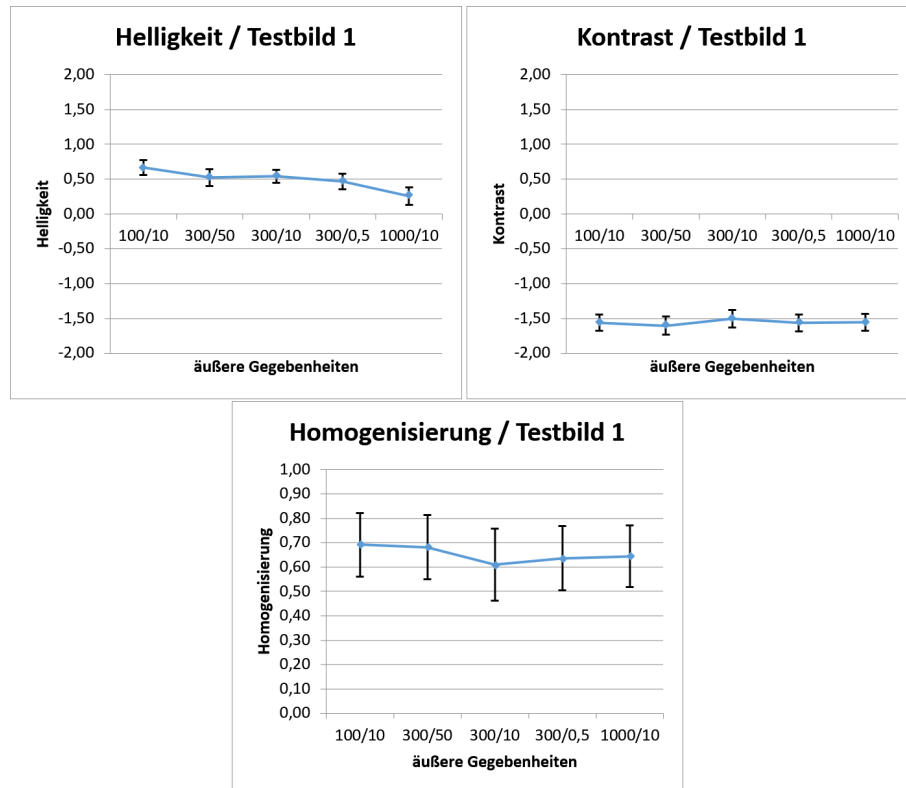 Helligkeit / Testbild 1
2,00
1,50
1,00
0,50
0,00
-0,50
-1,00
-1,50
-2,00
100/10 300/50 300/10 300/0,5 1000/10
Helligkeit
äußere Gegebenheiten
Kontrast / Testbild 1
2,00
1,50
1,00
0,50
0,00
-0,50
-1,00
-1,50
-2,00
100/10 300/50 300/10 300/0,5 1000/10
Kontrast
äußere Gegebenheiten
Homogenisierung / Testbild 1
1,00
0,90
0,80
0,70
0,60
0,50
0,40
0,30
0,20
0,10
0,00
100/10 300/50 300/10 300/0,5 1000/10
Homogenisierung
äußere Gegebenheiten